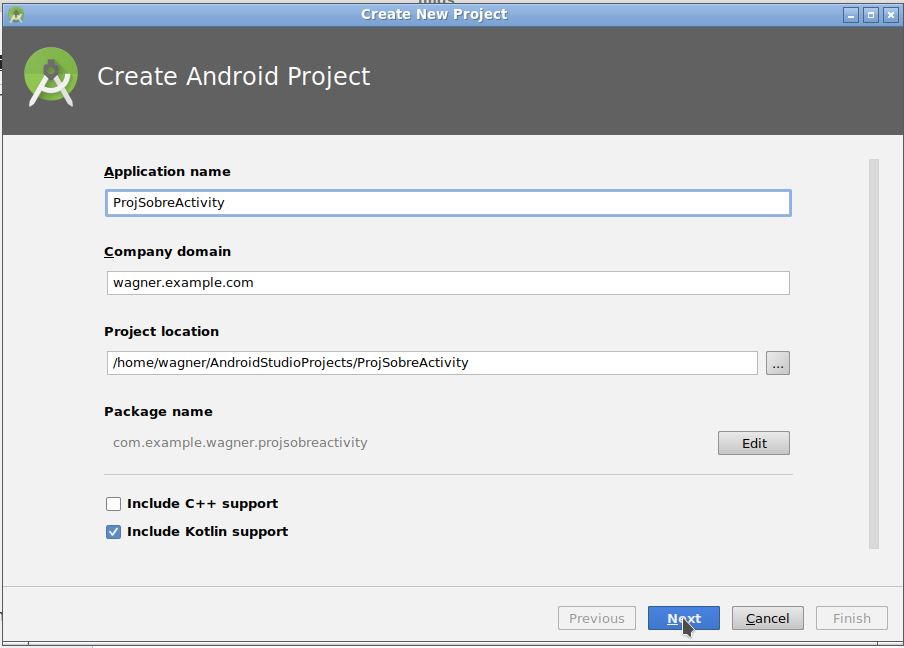 Create New Project
Create Android Project
Application name
ProjSobreActivity
Company domain
wagner.example.com
Project location
/home/wagner/AndroidStudioProjects/ProjSobreActivity
...
Package name
com.example.wagner.projsobreactivity
Edit
Include C++ support
Include Kotlin support
Previous Next Cancel Finish